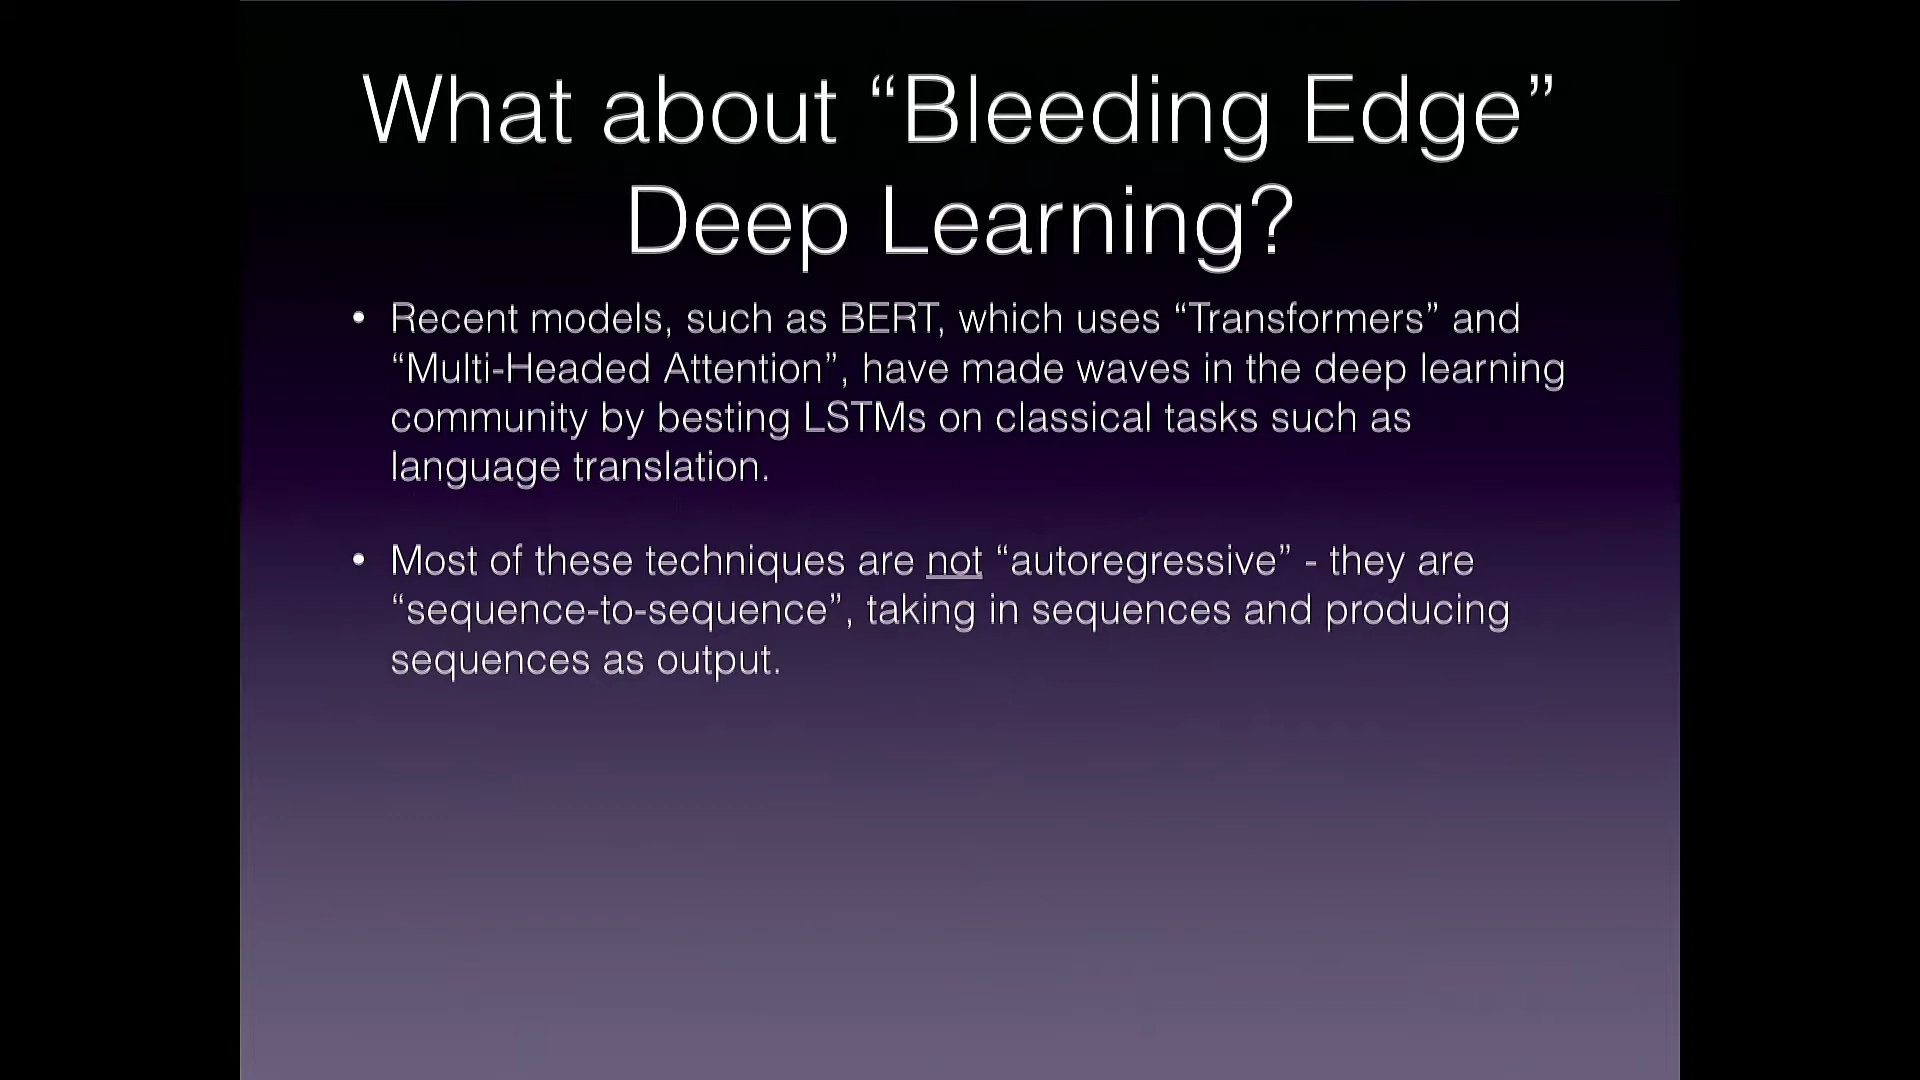 What about “Bleeding Edge”
Deep Learning?
• Recent models, such as BERT, which uses “Transformers” and
“Multi-Headed Attention”, have made waves in the deep learning
community by besting LSTMs on classical tasks such as
language translation.
• Most of these techniques are not “autoregressive” - they are
“sequence-to-sequence”, taking in sequences and producing
sequences as output.